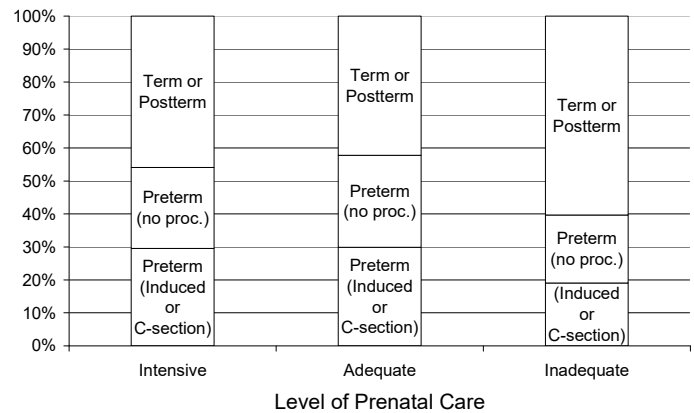 100%
90%
80%
70%
60%
50%
40%
30%
20%
10%
0%
Term or
Postterm
Preterm
(no proc.)
Preterm
(Induced
or
C-section)
Term or
Postterm
Preterm
(no proc.)
Preterm
(Induced
or
C-section)
Term or
Postterm
Preterm
(no proc.)
(Induced
or
C-section)
Intensive
Adequate
Inadequate
Level of Prenatal Care